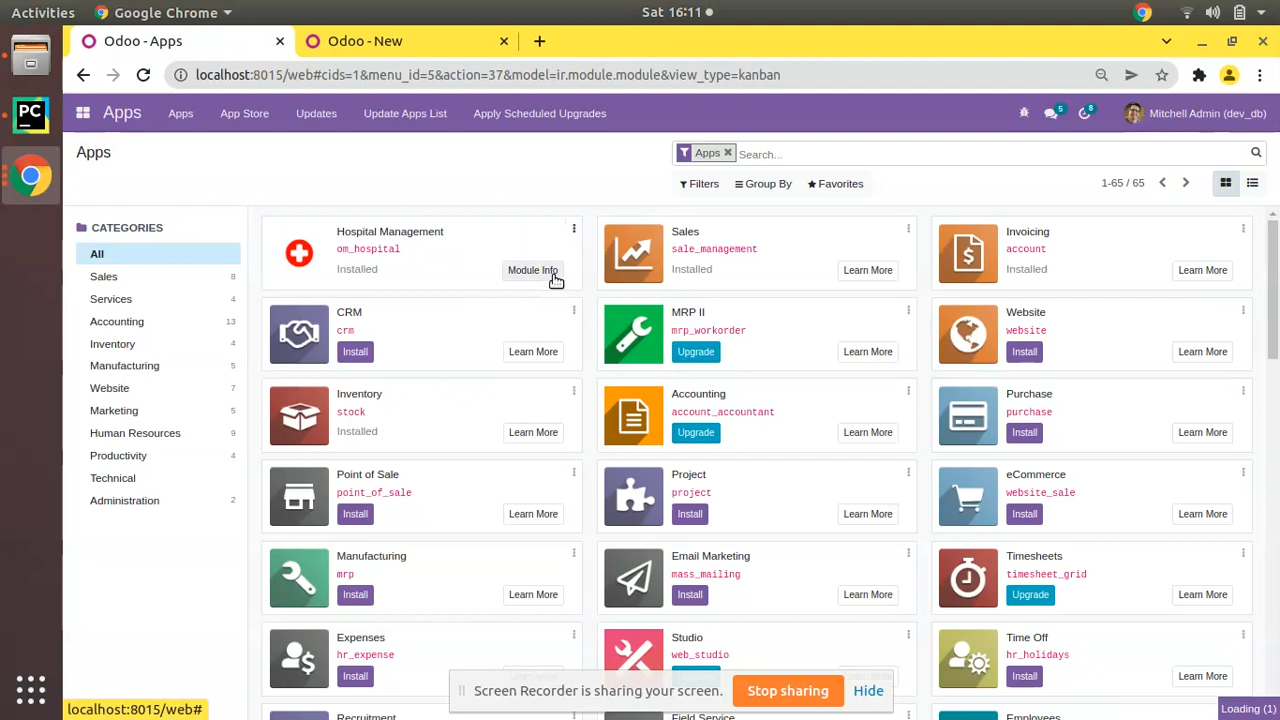 Activities Google Chrome Sat 16:11
Odoo - Apps Odoo - New
localhost:8015/web#cids=1&menu_id=5&action=37&model=ir.module.module&view_type=kanban
Apps Apps App Store Updates Update Apps List Apply Scheduled Upgrades 5 8 Mitchell Admin (dev_db)
Apps
Apps Search...
Filters Group By Favorites 1-65 / 65
CATEGORIES
All
Sales 8
Services 4
Accounting 13
Inventory 4
Manufacturing 5
Website 7
Marketing 5
Human Resources 9
Productivity 4
Technical
Administration 2
Hospital Management
om_hospital
Installed Module Info
Sales
sale_management
Installed Learn More
Invoicing
account
Installed Learn More
CRM
crm
Install Learn More
MRP II
mrp_workorder
Upgrade Learn More
Website
website
Install Learn More
Inventory
stock
Installed Learn More
Accounting
account_accountant
Upgrade Learn More
Purchase
purchase
Install Learn More
Point of Sale
point_of_sale
Install Learn More
Project
project
Install Learn More
eCommerce
website_sale
Install Learn More
Manufacturing
mrp
Install Learn More
Email Marketing
mass_mailing
Install Learn More
Timesheets
timesheet_grid
Upgrade Learn More
Expenses
hr_expense
Install
Studio
web_studio
Time Off
hr_holidays
Install Learn More
Recruitment
Field Service
Employees
Screen Recorder is sharing your screen. Stop sharing Hide
localhost:8015/web#
Loading (1)
PC